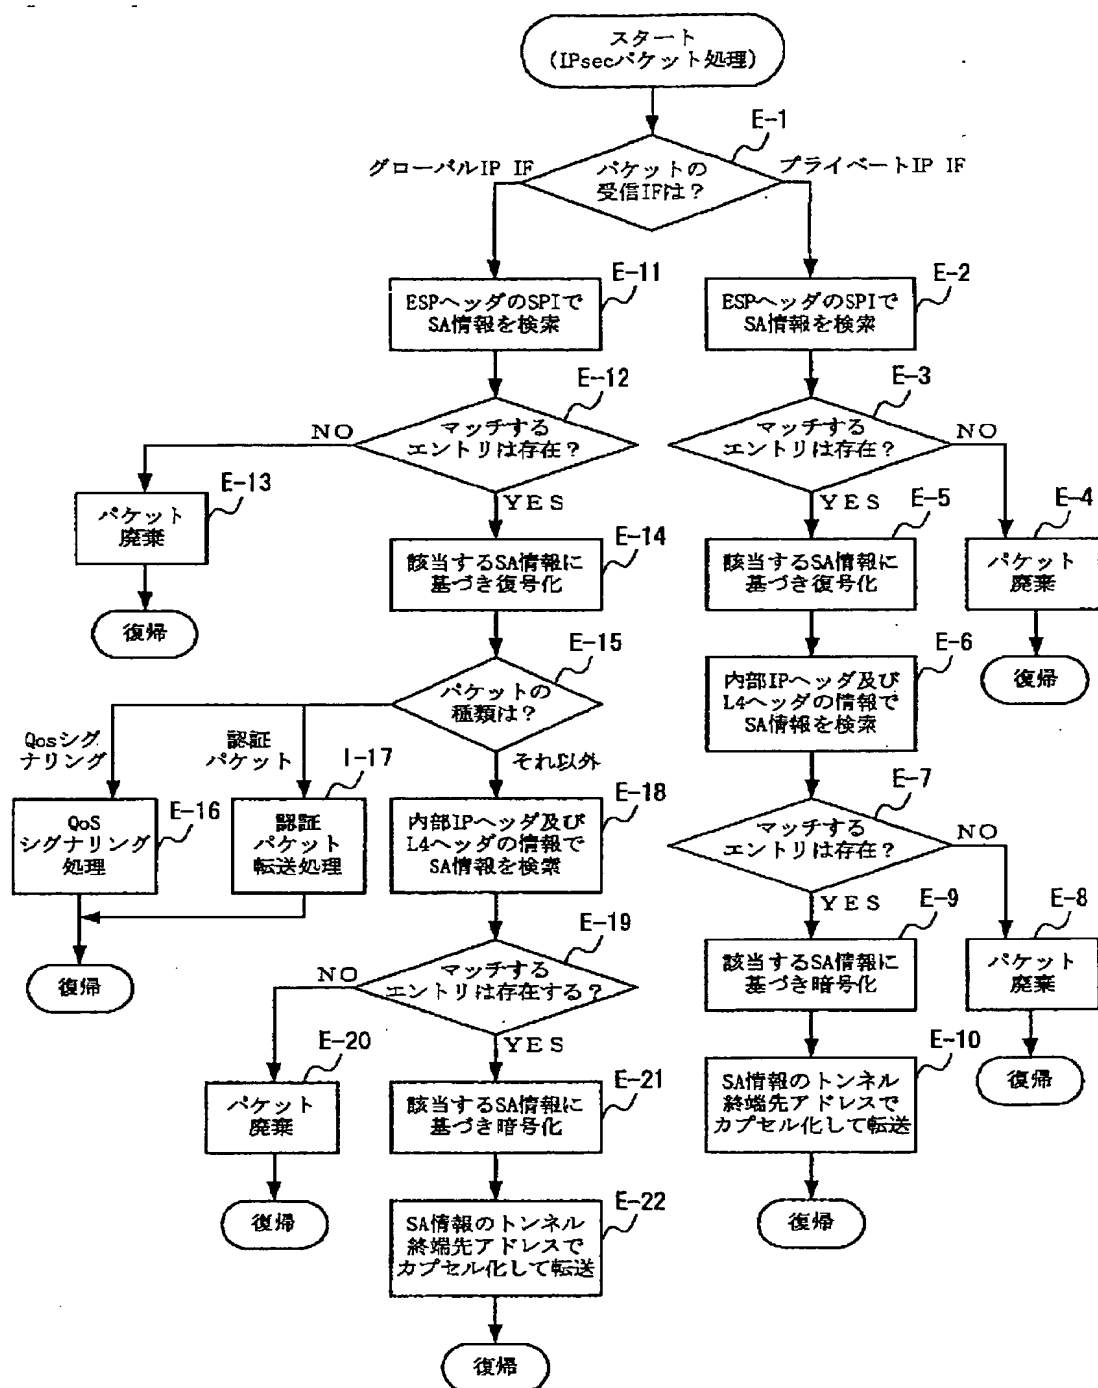 スタート
(IPsecパケット処理)
E-1
グローバルIP IF
パケットの
受信IFは?
プライベートIP IF
E-11
ESPヘッダのSPIで
SA情報を検索
E-2
ESPヘッダのSPIで
SA情報を検索
E-12
マッチする
エントリは存在?
NO
YES
E-3
マッチする
エントリは存在?
NO
YES
E-13
パケット
廃棄
復帰
E-14
該当するSA情報に
基づき復号化
E-5
該当するSA情報に
基づき復号化
E-4
パケット
廃棄
復帰
E-15
パケットの
種類は?
E-6
内部IPヘッダ及び
L4ヘッダの情報で
SA情報を検索
Qosシグ
ナリング
認証
パケット
それ以外
E-16
QoS
シグナリング
処理
I-17
認証
パケット
転送処理
復帰
E-18
内部IPヘッダ及び
L4ヘッダの情報で
SA情報を検索
E-7
マッチする
エントリは存在?
NO
YES
E-8
パケット
廃棄
復帰
E-19
マッチする
エントリは存在する?
NO
YES
E-9
該当するSA情報に
基づき暗号化
E-20
パケット
廃棄
復帰
E-21
該当するSA情報に
基づき暗号化
E-10
SA情報のトンネル
終端先アドレスで
カプセル化して転送
復帰
E-22
SA情報のトンネル
終端先アドレスで
カプセル化して転送
復帰